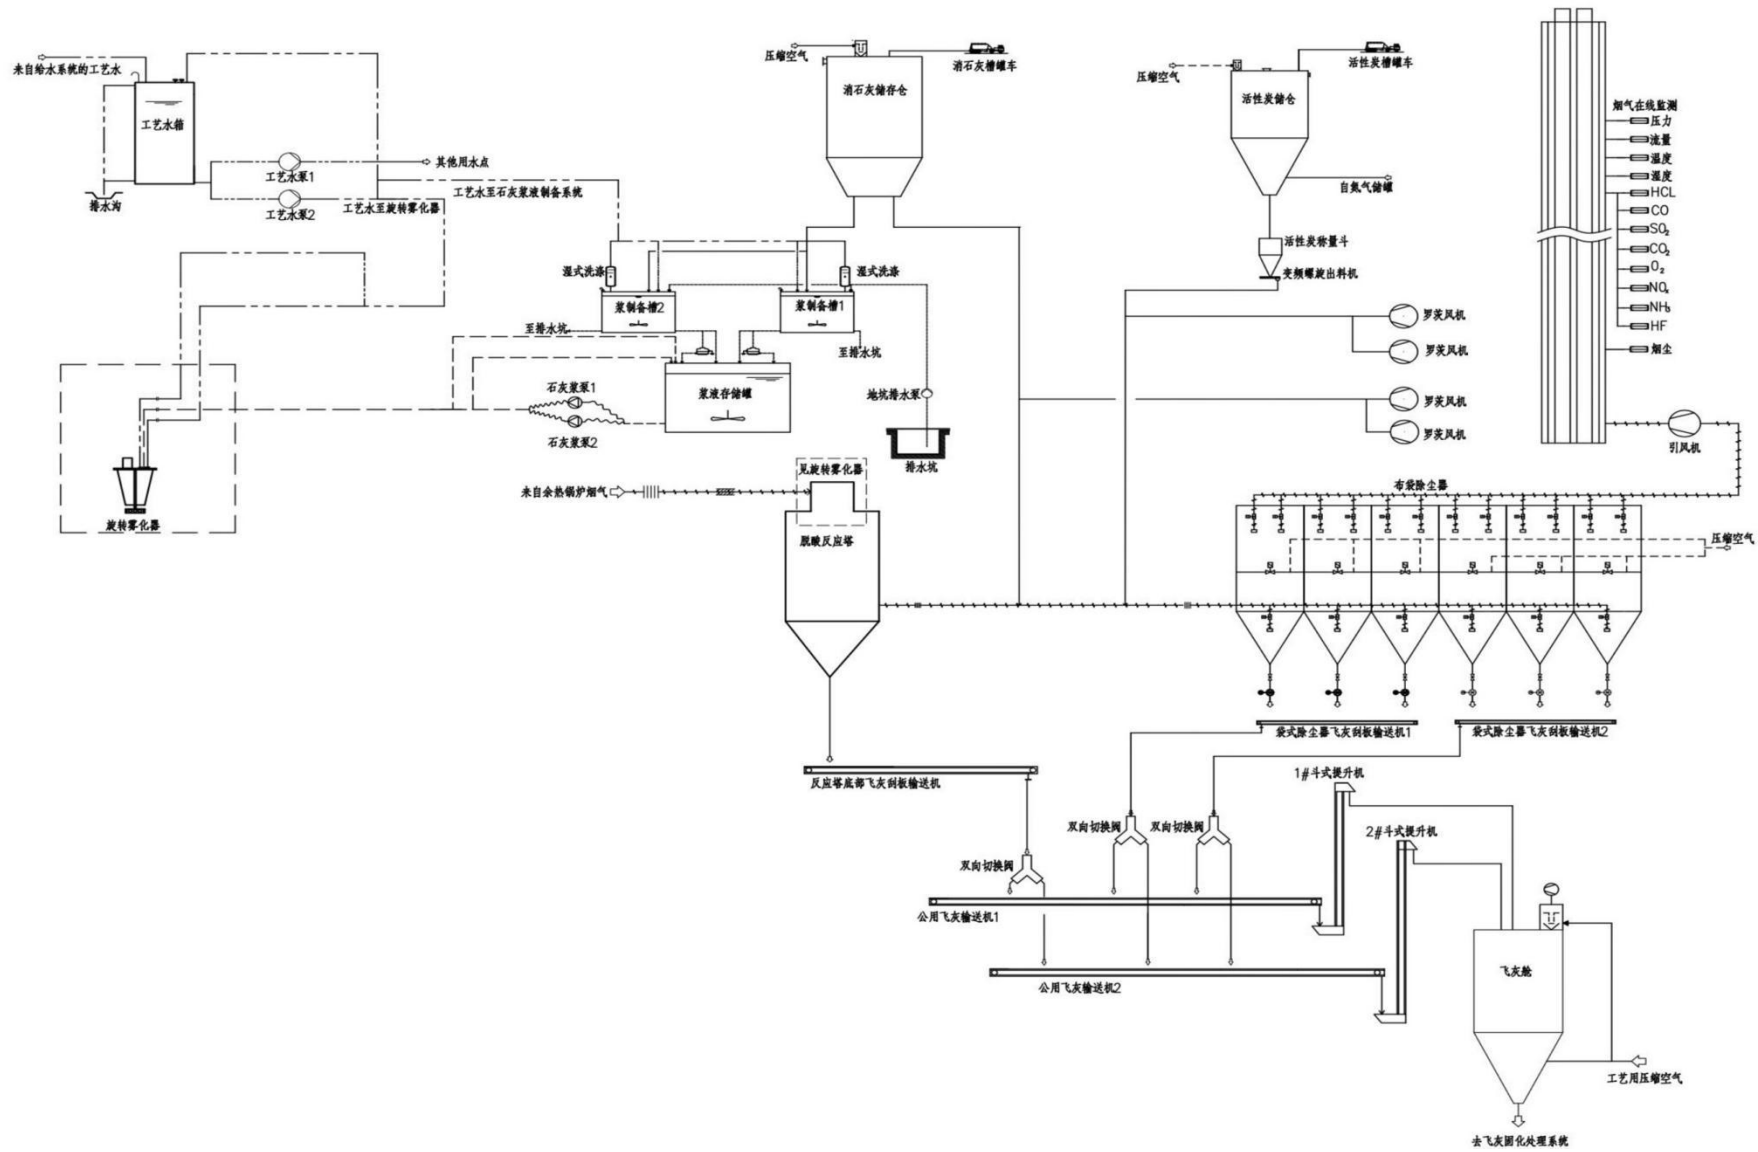 来自给水系统的工艺水
工艺水箱
排水沟
工艺水泵1
工艺水泵2
其他用水点
工艺水至石灰浆液制备系统
工艺水至旋转雾化器
压缩空气
消石灰槽罐车
消石灰储存仓
压缩空气
活性炭槽罐车
活性炭储仓
自氮气储罐
活性炭称量斗
变频螺旋出料机
烟气在线监测
压力
流量
温度
湿度
HCL
CO
SO₂
CO₂
O₂
NOₓ
NH₃
HF
烟尘
湿式洗涤
湿式洗涤
浆制备槽2
浆制备槽1
至排水坑
至排水坑
浆液存储罐
石灰浆泵1
石灰浆泵2
地坑排水泵
排水坑
罗茨风机
罗茨风机
罗茨风机
罗茨风机
引风机
旋转雾化器
来自余热锅炉烟气
见旋转雾化器
脱酸反应塔
布袋除尘器
压缩空气
袋式除尘器飞灰刮板输送机1
袋式除尘器飞灰刮板输送机2
反应塔底部飞灰刮板输送机
1#斗式提升机
2#斗式提升机
双向切换阀
双向切换阀
双向切换阀
公用飞灰输送机1
公用飞灰输送机2
飞灰舱
工艺用压缩空气
去飞灰固化处理系统